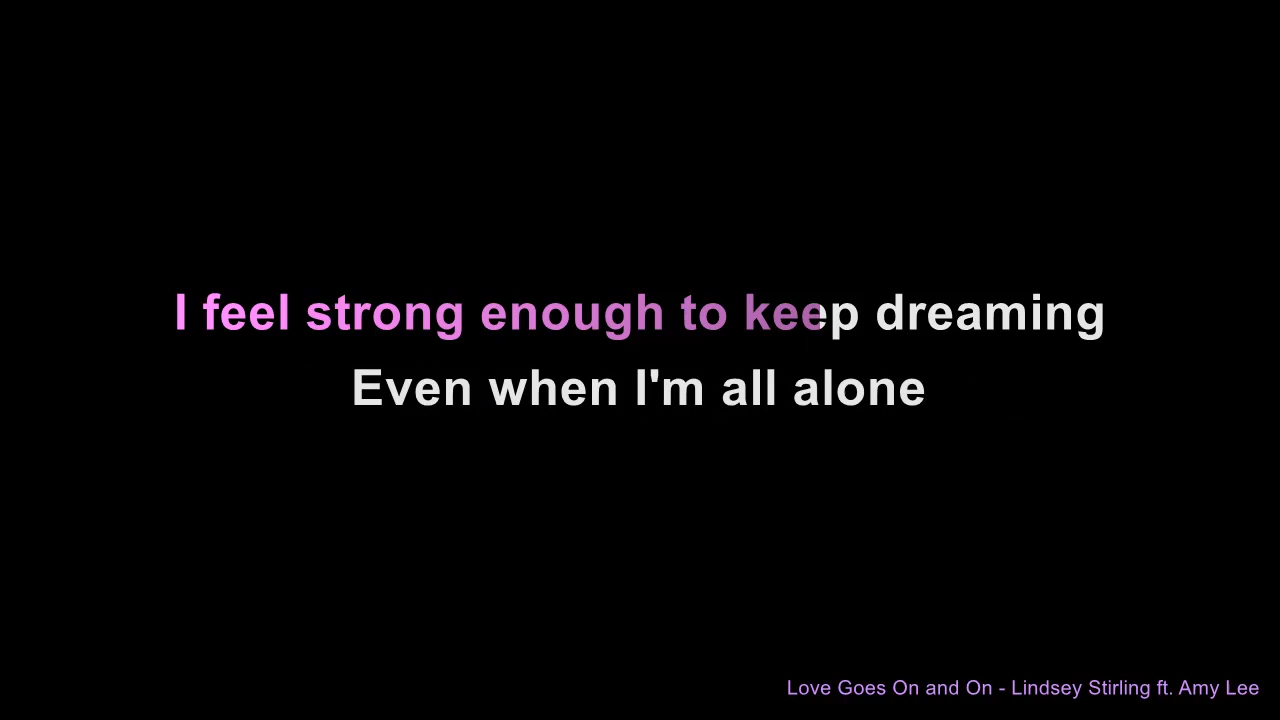 I feel strong enough to keep dreaming
Even when I'm all alone
Love Goes On and On - Lindsey Stirling ft. Amy Lee